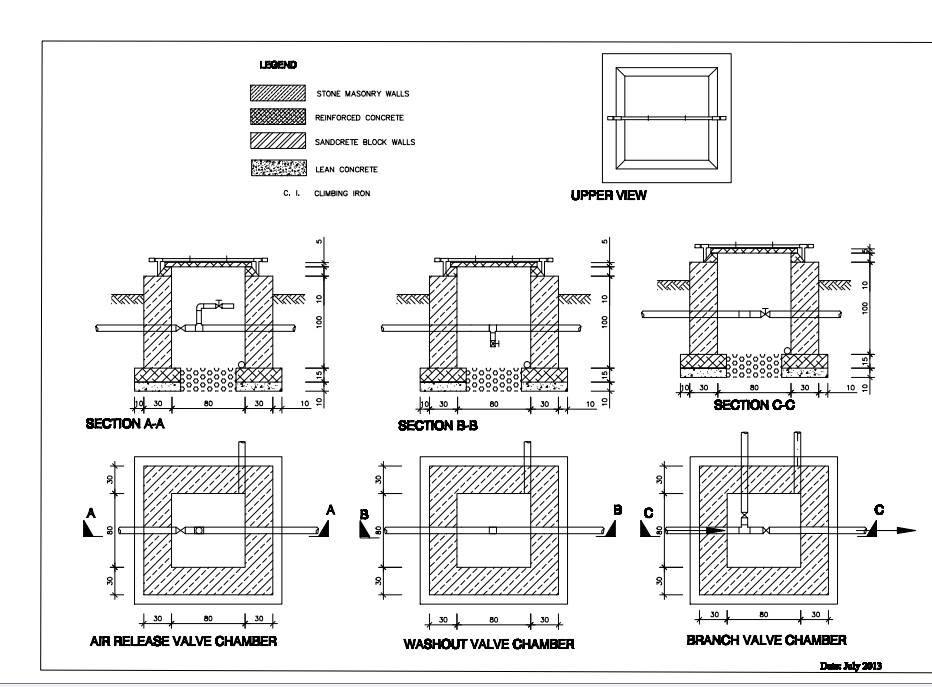 LEGEND
STONE MASONRY WALLS
REINFORCED CONCRETE
SANDCRETE BLOCK WALLS
LEAN CONCRETE
C. I. CLIMBING IRON
UPPER VIEW
5
10
100
15
10
10 30 80 30 10
SECTION A-A
5
10
100
15
10
10 30 80 30 10
SECTION B-B
5
10
100
15
10
10 30 80 30 10
SECTION C-C
30
A A
80
30
30 80 30
AIR RELEASE VALVE CHAMBER
30
B B
80
30
30 80 30
WASHOUT VALVE CHAMBER
30
C C
80
30
30 80 30
BRANCH VALVE CHAMBER
Date: July 2013